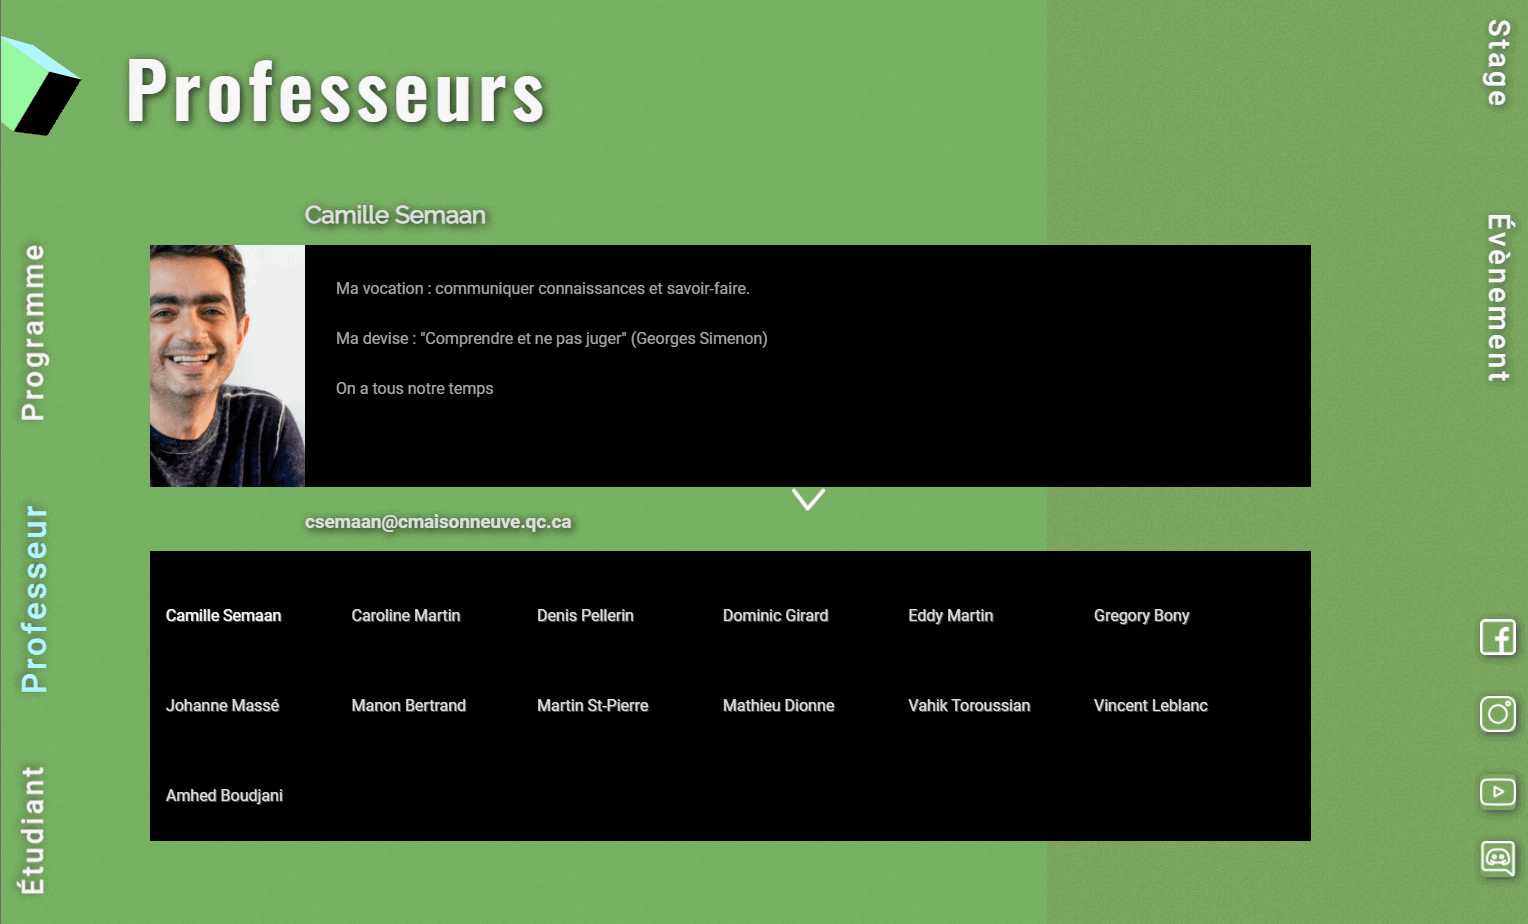 Professeurs
Stage
Évènement
Programme
Professeur
Étudiant
Camille Semaan
Ma vocation : communiquer connaissances et savoir-faire.
Ma devise : "Comprendre et ne pas juger" (Georges Simenon)
On a tous notre temps
csemaan@cmaisonneuve.qc.ca
Camille Semaan Caroline Martin Denis Pellerin Dominic Girard Eddy Martin Gregory Bony
Johanne Massé Manon Bertrand Martin St-Pierre Mathieu Dionne Vahik Toroussian Vincent Leblanc
Amhed Boudjani